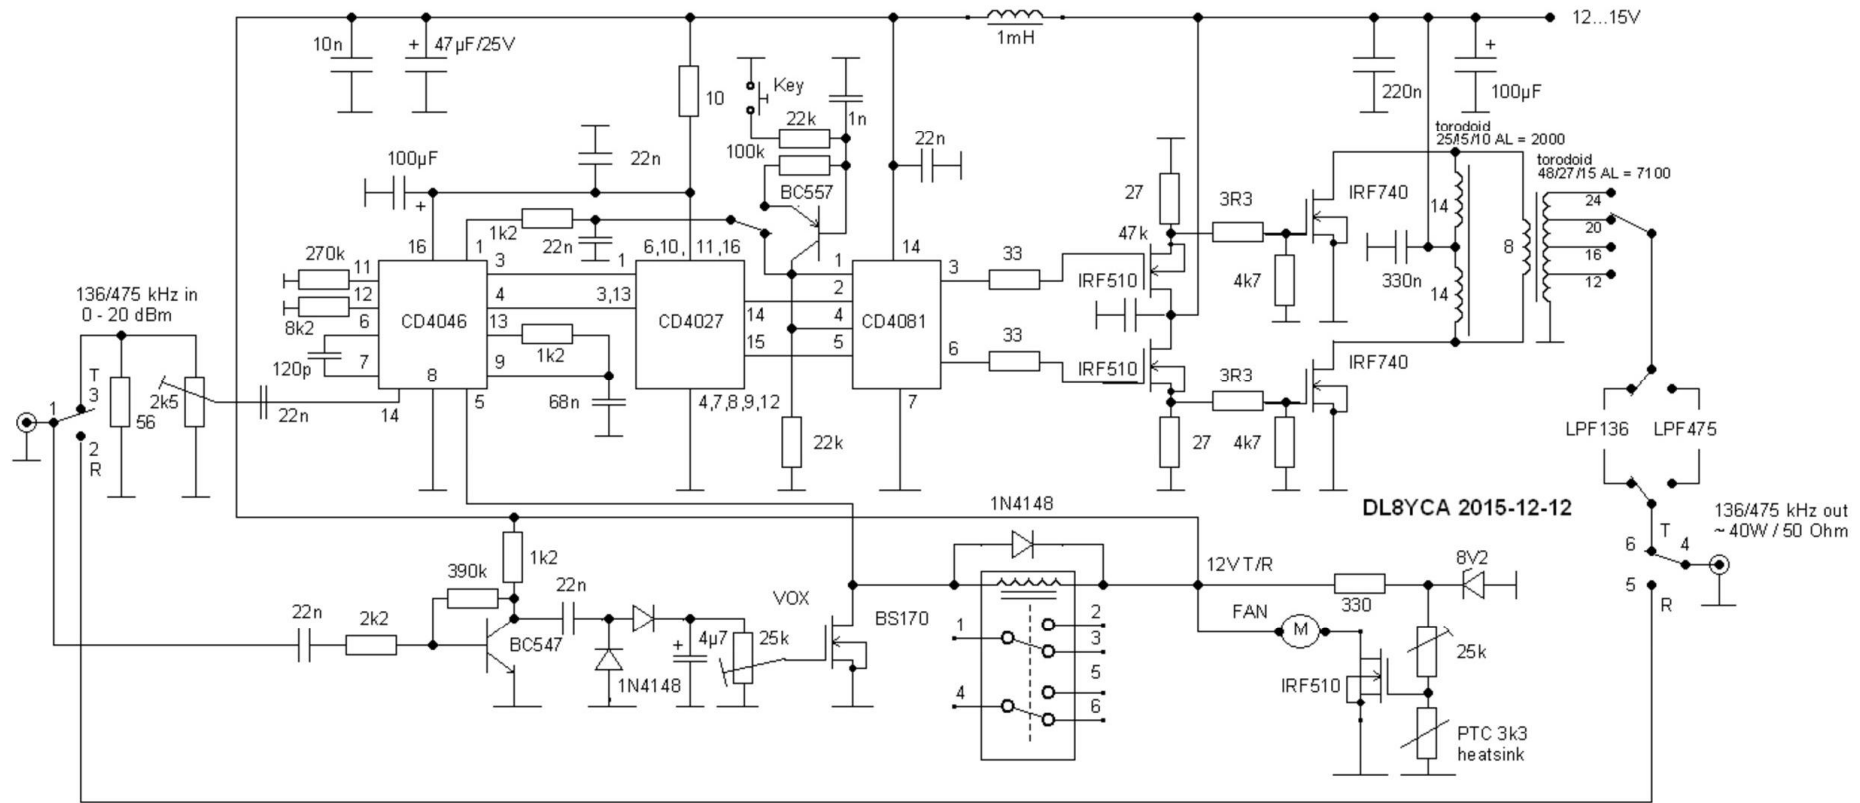 12...15V
10n
+ 47µF/25V
1mH
10
Key
22k
1n
100k
BC557
22n
22n
100µF
+
220n
+
100µF
torodoid
25/15/10 AL = 2000
torodoid
48/27/15 AL = 7100
27
3R3
IRF740
14
24
20
16
12
8
1k2
22n
6,10, 11,16
47k
14
270k
11
16
1
3
1
1
3
33
IRF510
4k7
330n
14
136/475 kHz in
0 - 20 dBm
12
4
3,13
14
2
8k2
CD4046
CD4027
CD4081
6
13
4
120p
7
1k2
9
15
5
6
33
IRF510
3R3
IRF740
T
3
1
2
R
56
2k5
22n
14
8
5
68n
4,7,8,9,12
22k
7
27
4k7
LPF136
LPF475
1N4148
DL8YCA 2015-12-12
136/475 kHz out
~ 40W / 50 Ohm
T
6
4
5
R
1k2
390k
22n
VOX
BS170
12V T/R
330
8V2
22n
2k2
BC547
1N4148
+
4µ7
25k
1
2
3
4
5
6
FAN
M
25k
IRF510
PTC 3k3
heatsink